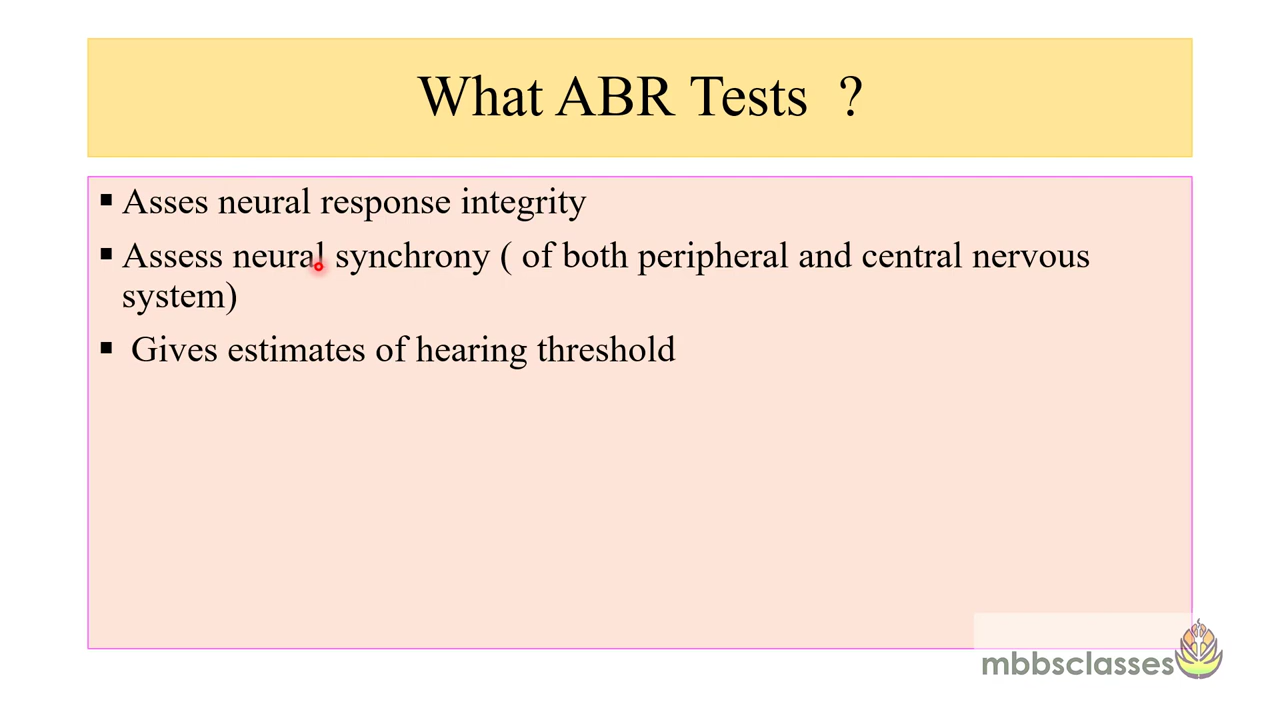 What ABR Tests ?
▪ Asses neural response integrity
▪ Assess neural synchrony ( of both peripheral and central nervous
system)
▪ Gives estimates of hearing threshold
mbbsclasses